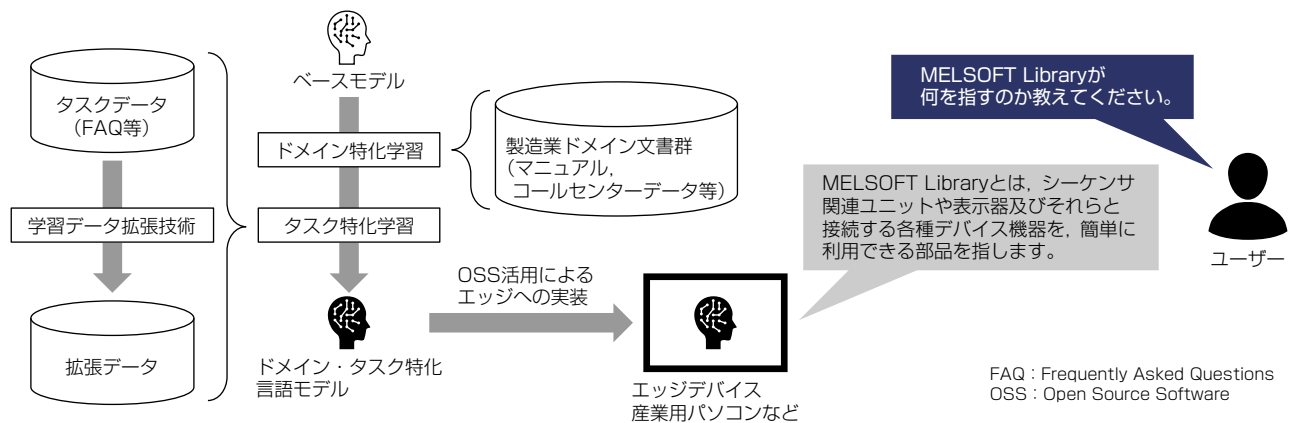 タスクデータ
(FAQ等)
学習データ拡張技術
拡張データ
ベースモデル
ドメイン特化学習
タスク特化学習
ドメイン・タスク特化
言語モデル
製造業ドメイン文書群
(マニュアル,
コールセンターデータ等)
OSS活用による
エッジへの実装
エッジデバイス
産業用パソコンなど
MELSOFT Libraryが
何を指すのか教えてください。
MELSOFT Libraryとは, シーケンサ
関連ユニットや表示器及びそれらと
接続する各種デバイス機器を, 簡単に
利用できる部品を指します。
ユーザー
FAQ:Frequently Asked Questions
OSS:Open Source Software